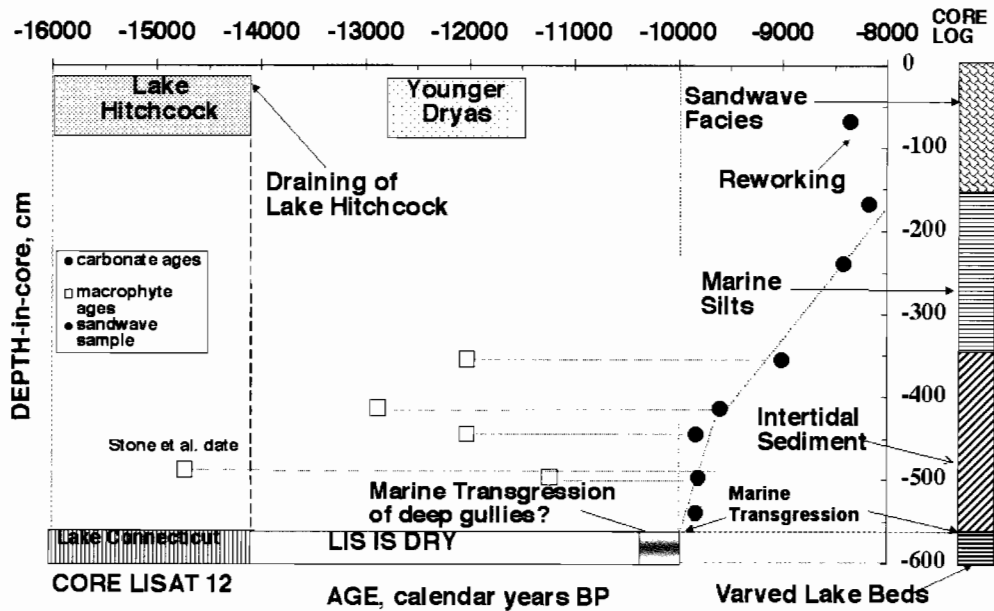 -16000 -15000 -14000 -13000 -12000 -11000 -10000 -9000 -8000
CORE
LOG
Lake
Hitchcock
Younger
Dryas
Sandwave
Facies
0
-100
Reworking
Draining of
Lake Hitchcock
-200
DEPTH-in-core, cm
carbonate ages
macrophyte
ages
sandwave
sample
Marine
Silts
-300
-400
Intertidal
Sediment
Stone et al. date
-500
Marine Transgression
of deep gullies?
Marine
Transgression
Lake Connecticut
LIS IS DRY
-600
CORE LISAT 12
AGE, calendar years BP
Varved Lake Beds